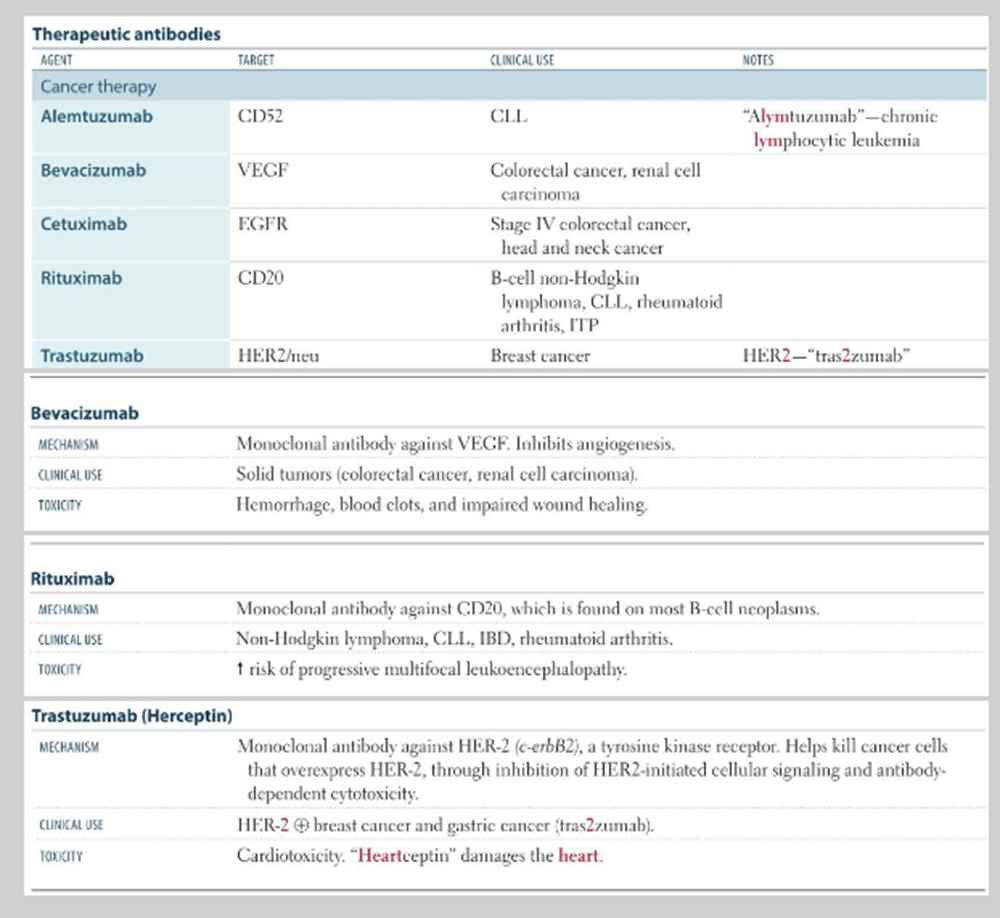 Therapeutic antibodies
AGENT TARGET CLINICAL USE NOTES
Cancer therapy
Alemtuzumab CD52 CLL “Alymtuzumab”—chronic
lymphocytic leukemia
Bevacizumab VEGF Colorectal cancer, renal cell
carcinoma
Cetuximab EGFR Stage IV colorectal cancer,
head and neck cancer
Rituximab CD20 B-cell non-Hodgkin
lymphoma, CLL, rheumatoid
arthritis, ITP
Trastuzumab HER2/neu Breast cancer HER2—“tras2zumab”
Bevacizumab
MECHANISM Monoclonal antibody against VEGF. Inhibits angiogenesis.
CLINICAL USE Solid tumors (colorectal cancer, renal cell carcinoma).
TOXICITY Hemorrhage, blood clots, and impaired wound healing.
Rituximab
MECHANISM Monoclonal antibody against CD20, which is found on most B-cell neoplasms.
CLINICAL USE Non-Hodgkin lymphoma, CLL, IBD, rheumatoid arthritis.
TOXICITY ↑ risk of progressive multifocal leukoencephalopathy.
Trastuzumab (Herceptin)
MECHANISM Monoclonal antibody against HER-2 (c-erbB2), a tyrosine kinase receptor. Helps kill cancer cells
that overexpress HER-2, through inhibition of HER2-initiated cellular signaling and antibody-
dependent cytotoxicity.
CLINICAL USE HER-2 ⊕ breast cancer and gastric cancer (tras2zumab).
TOXICITY Cardiotoxicity. “Heartceptin” damages the heart.